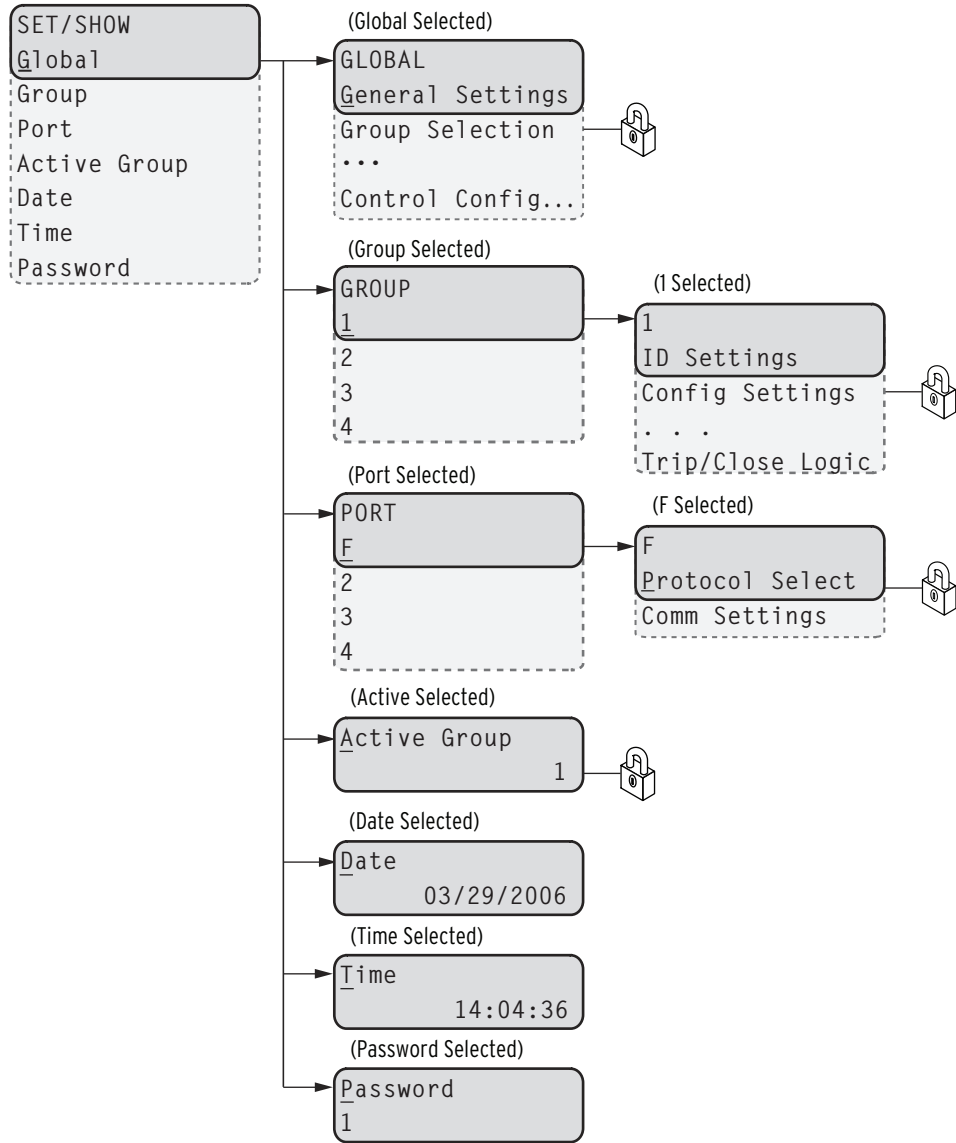 SET/SHOW
Global
Group
Port
Active Group
Date
Time
Password
(Global Selected)
GLOBAL
General Settings
Group Selection
...
Control Config...
(Group Selected)
GROUP
1
2
3
4
(1 Selected)
1
ID Settings
Config Settings
. . .
Trip/Close Logic
(Port Selected)
PORT
F
2
3
4
(F Selected)
F
Protocol Select
Comm Settings
(Active Selected)
Active Group
1
(Date Selected)
Date
03/29/2006
(Time Selected)
Time
14:04:36
(Password Selected)
Password
1